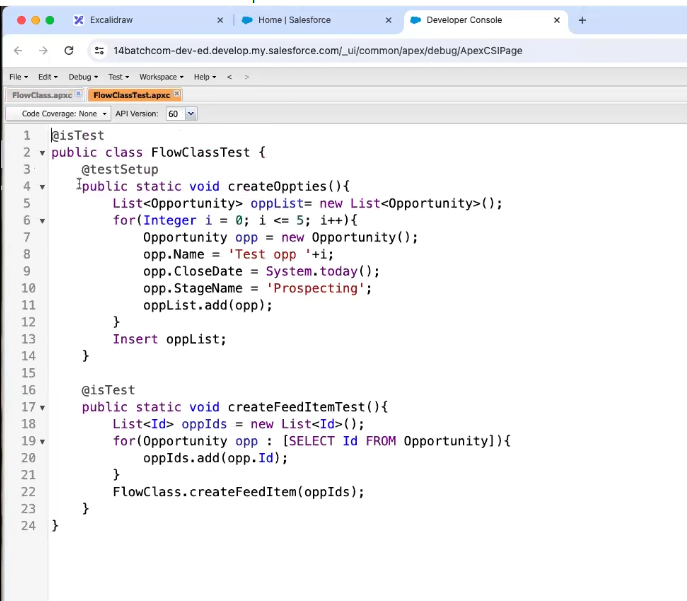 Excalidraw
Home | Salesforce
Developer Console
14batchcom-dev-ed.develop.my.salesforce.com/_ui/common/apex/debug/ApexCSIPage
File Edit Debug Test Workspace Help < >
FlowClass.apxc FlowClassTest.apxc
Code Coverage: None API Version: 60
1 @isTest
2 public class FlowClassTest {
3 @testSetup
4 public static void createOppties(){
5 List<Opportunity> oppList= new List<Opportunity>();
6 for(Integer i = 0; i <= 5; i++){
7 Opportunity opp = new Opportunity();
8 opp.Name = 'Test opp '+i;
9 opp.CloseDate = System.today();
10 opp.StageName = 'Prospecting';
11 oppList.add(opp);
12 }
13 Insert oppList;
14 }
15
16 @isTest
17 public static void createFeedItemTest(){
18 List<Id> oppIds = new List<Id>();
19 for(Opportunity opp : [SELECT Id FROM Opportunity]){
20 oppIds.add(opp.Id);
21 }
22 FlowClass.createFeedItem(oppIds);
23 }
24 }